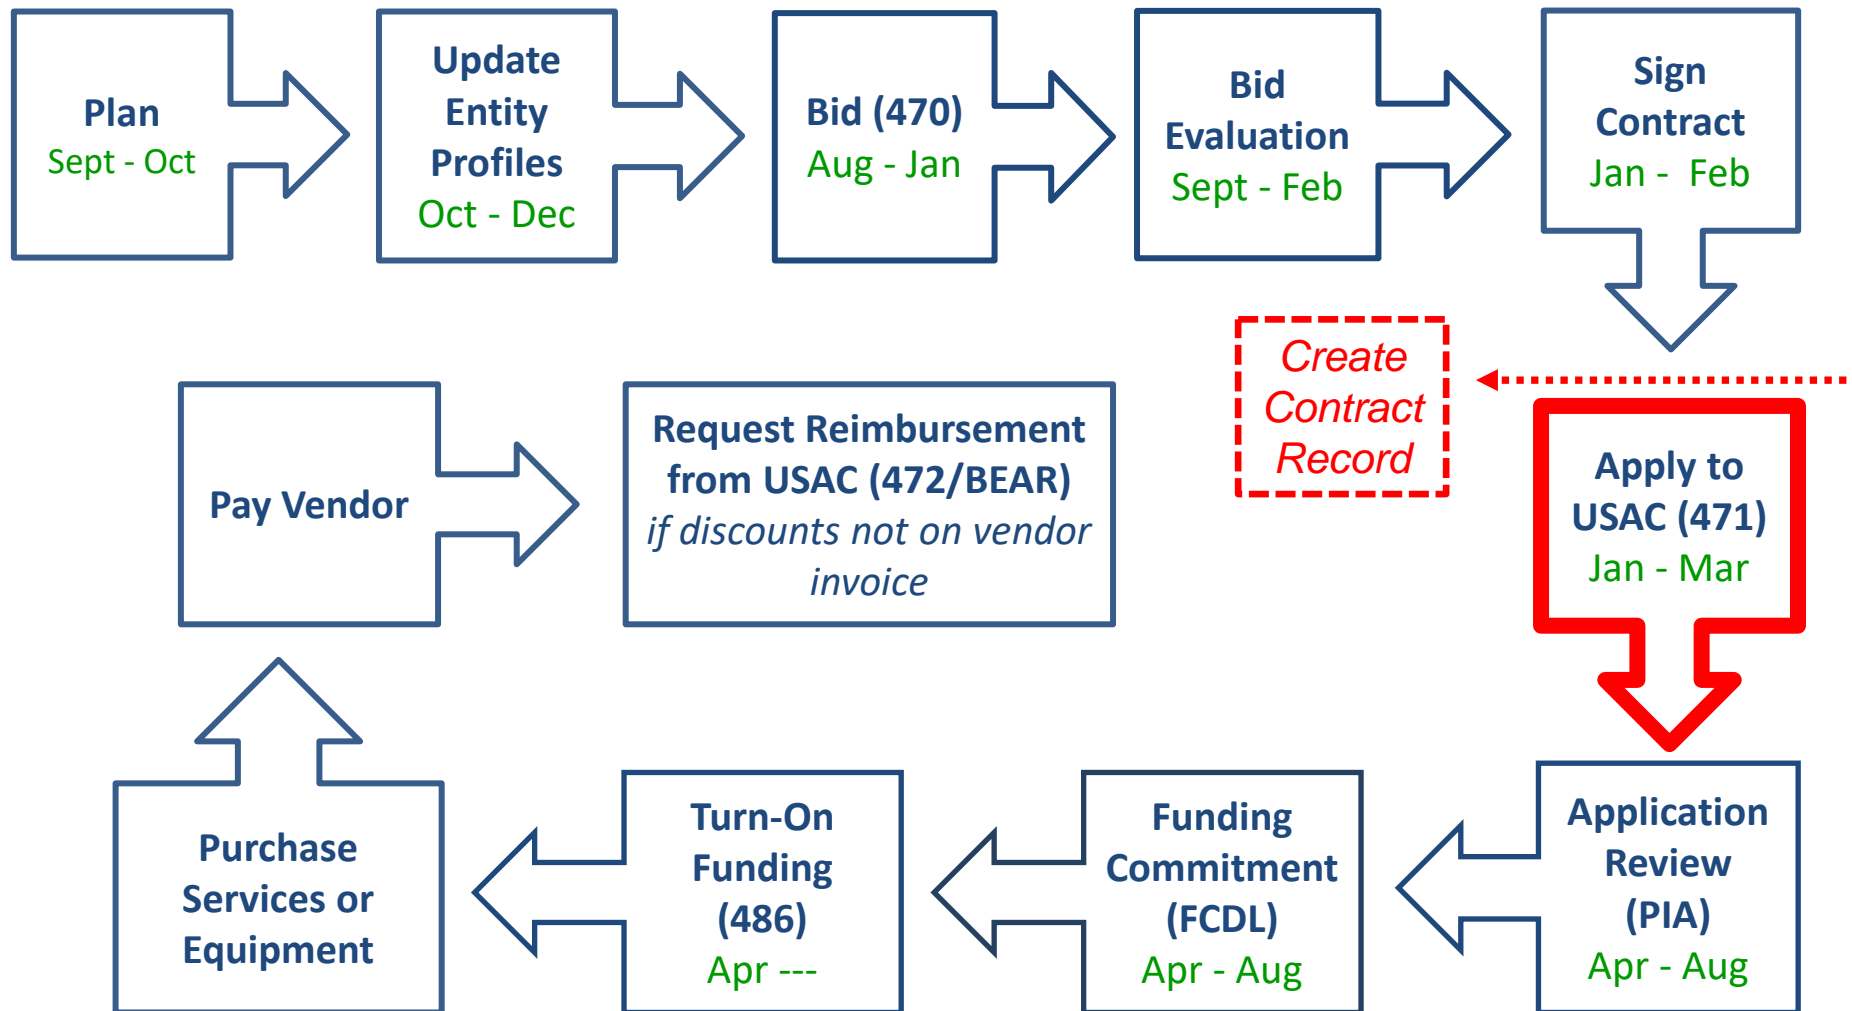 Plan
Sept - Oct
Update
Entity
Profiles
Oct - Dec
Bid (470)
Aug - Jan
Bid
Evaluation
Sept - Feb
Sign
Contract
Jan -  Feb
Create
Contract
Record
Apply to
USAC (471)
Jan - Mar
Application
Review
(PIA)
Apr - Aug
Funding
Commitment
(FCDL)
Apr - Aug
Turn-On
Funding
(486)
Apr ---
Purchase
Services or
Equipment
Pay Vendor
Request Reimbursement
from USAC (472/BEAR)
if discounts not on vendor
invoice